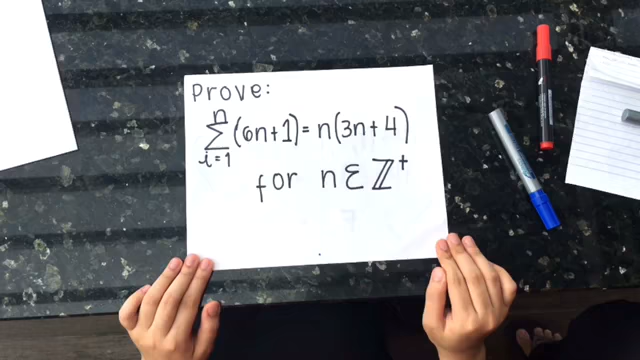 Prove:
n
∑ (6n+1) = n(3n+4)
i=1
for n ∈ ℤ⁺